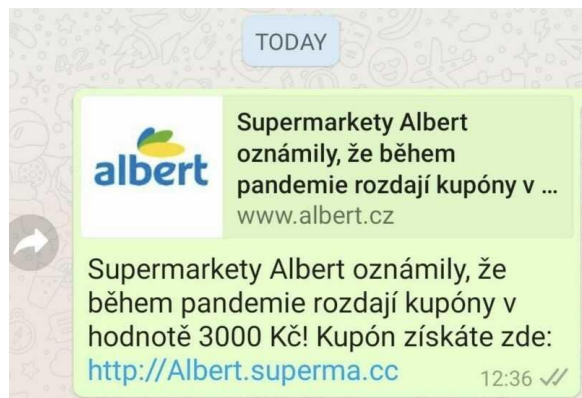 TODAY
albert
Supermarkety Albert
oznámily, že během
pandemie rozdají kupóny v ...
www.albert.cz
Supermarkety Albert oznámily, že
během pandemie rozdají kupóny v
hodnotě 3000 Kč! Kupón získáte zde:
http://Albert.superma.cc
12:36